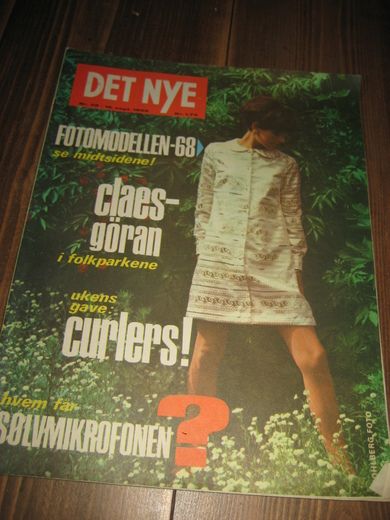 DET NYE
FOTOMODELLEN-68
se midtsidene!
claes-
göran
i folkparkene
ukens
gave:
curlers!
hvem får
SØLVMIKROFONEN
?